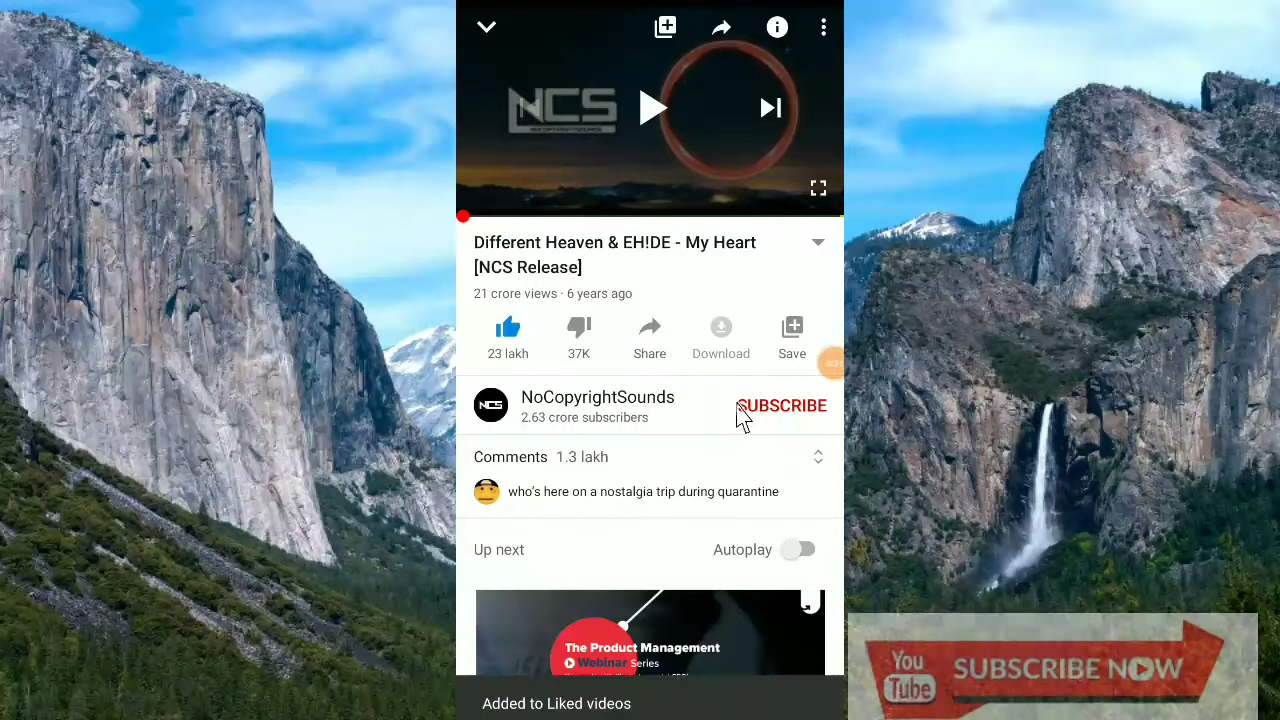 NCS
NOCOPYRIGHTSOUNDS
Different Heaven & EH!DE - My Heart
[NCS Release]
21 crore views · 6 years ago
23 lakh
37K
Share
Download
Save
NCS
NoCopyrightSounds
2.63 crore subscribers
SUBSCRIBE
Comments 1.3 lakh
who's here on a nostalgia trip during quarantine
Up next
Autoplay
The Product Management
Webinar Series
Added to Liked videos
You
Tube
SUBSCRIBE NOW